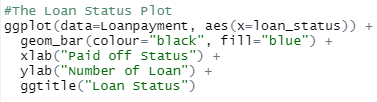 #The Loan Status Plot
ggplot(data=Loanpayment, aes(x=loan_status)) +
  geom_bar(colour="black", fill="blue") +
  xlab("Paid off Status") +
  ylab("Number of Loan") +
  ggtitle("Loan Status")